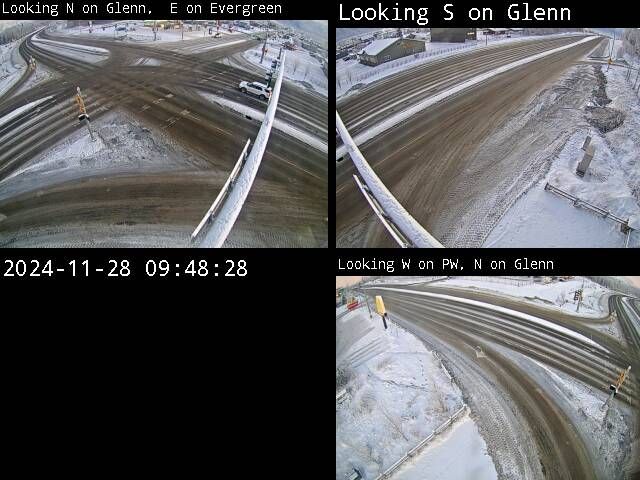 Looking N on Glenn,  E on Evergreen
Looking S on Glenn
2024-11-28 09:48:28
Looking W on PW, N on Glenn